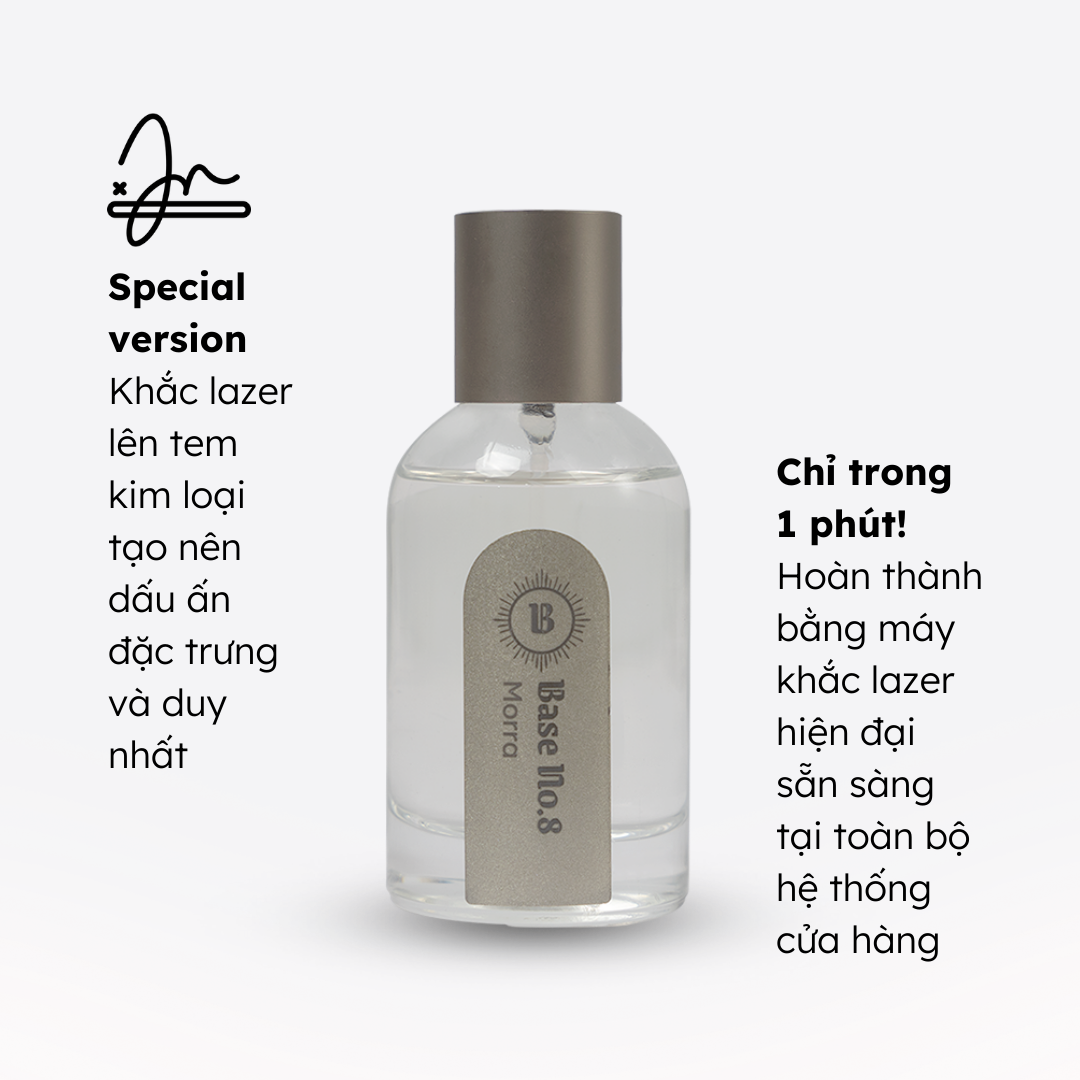 Special
version
Khắc lazer
lên tem
kim loại
tạo nên
dấu ấn
đặc trưng
và duy
nhất
B
Base No.8
Morra
Chỉ trong
1 phút!
Hoàn thành
bằng máy
khắc lazer
hiện đại
sẵn sàng
tại toàn bộ
hệ thống
cửa hàng